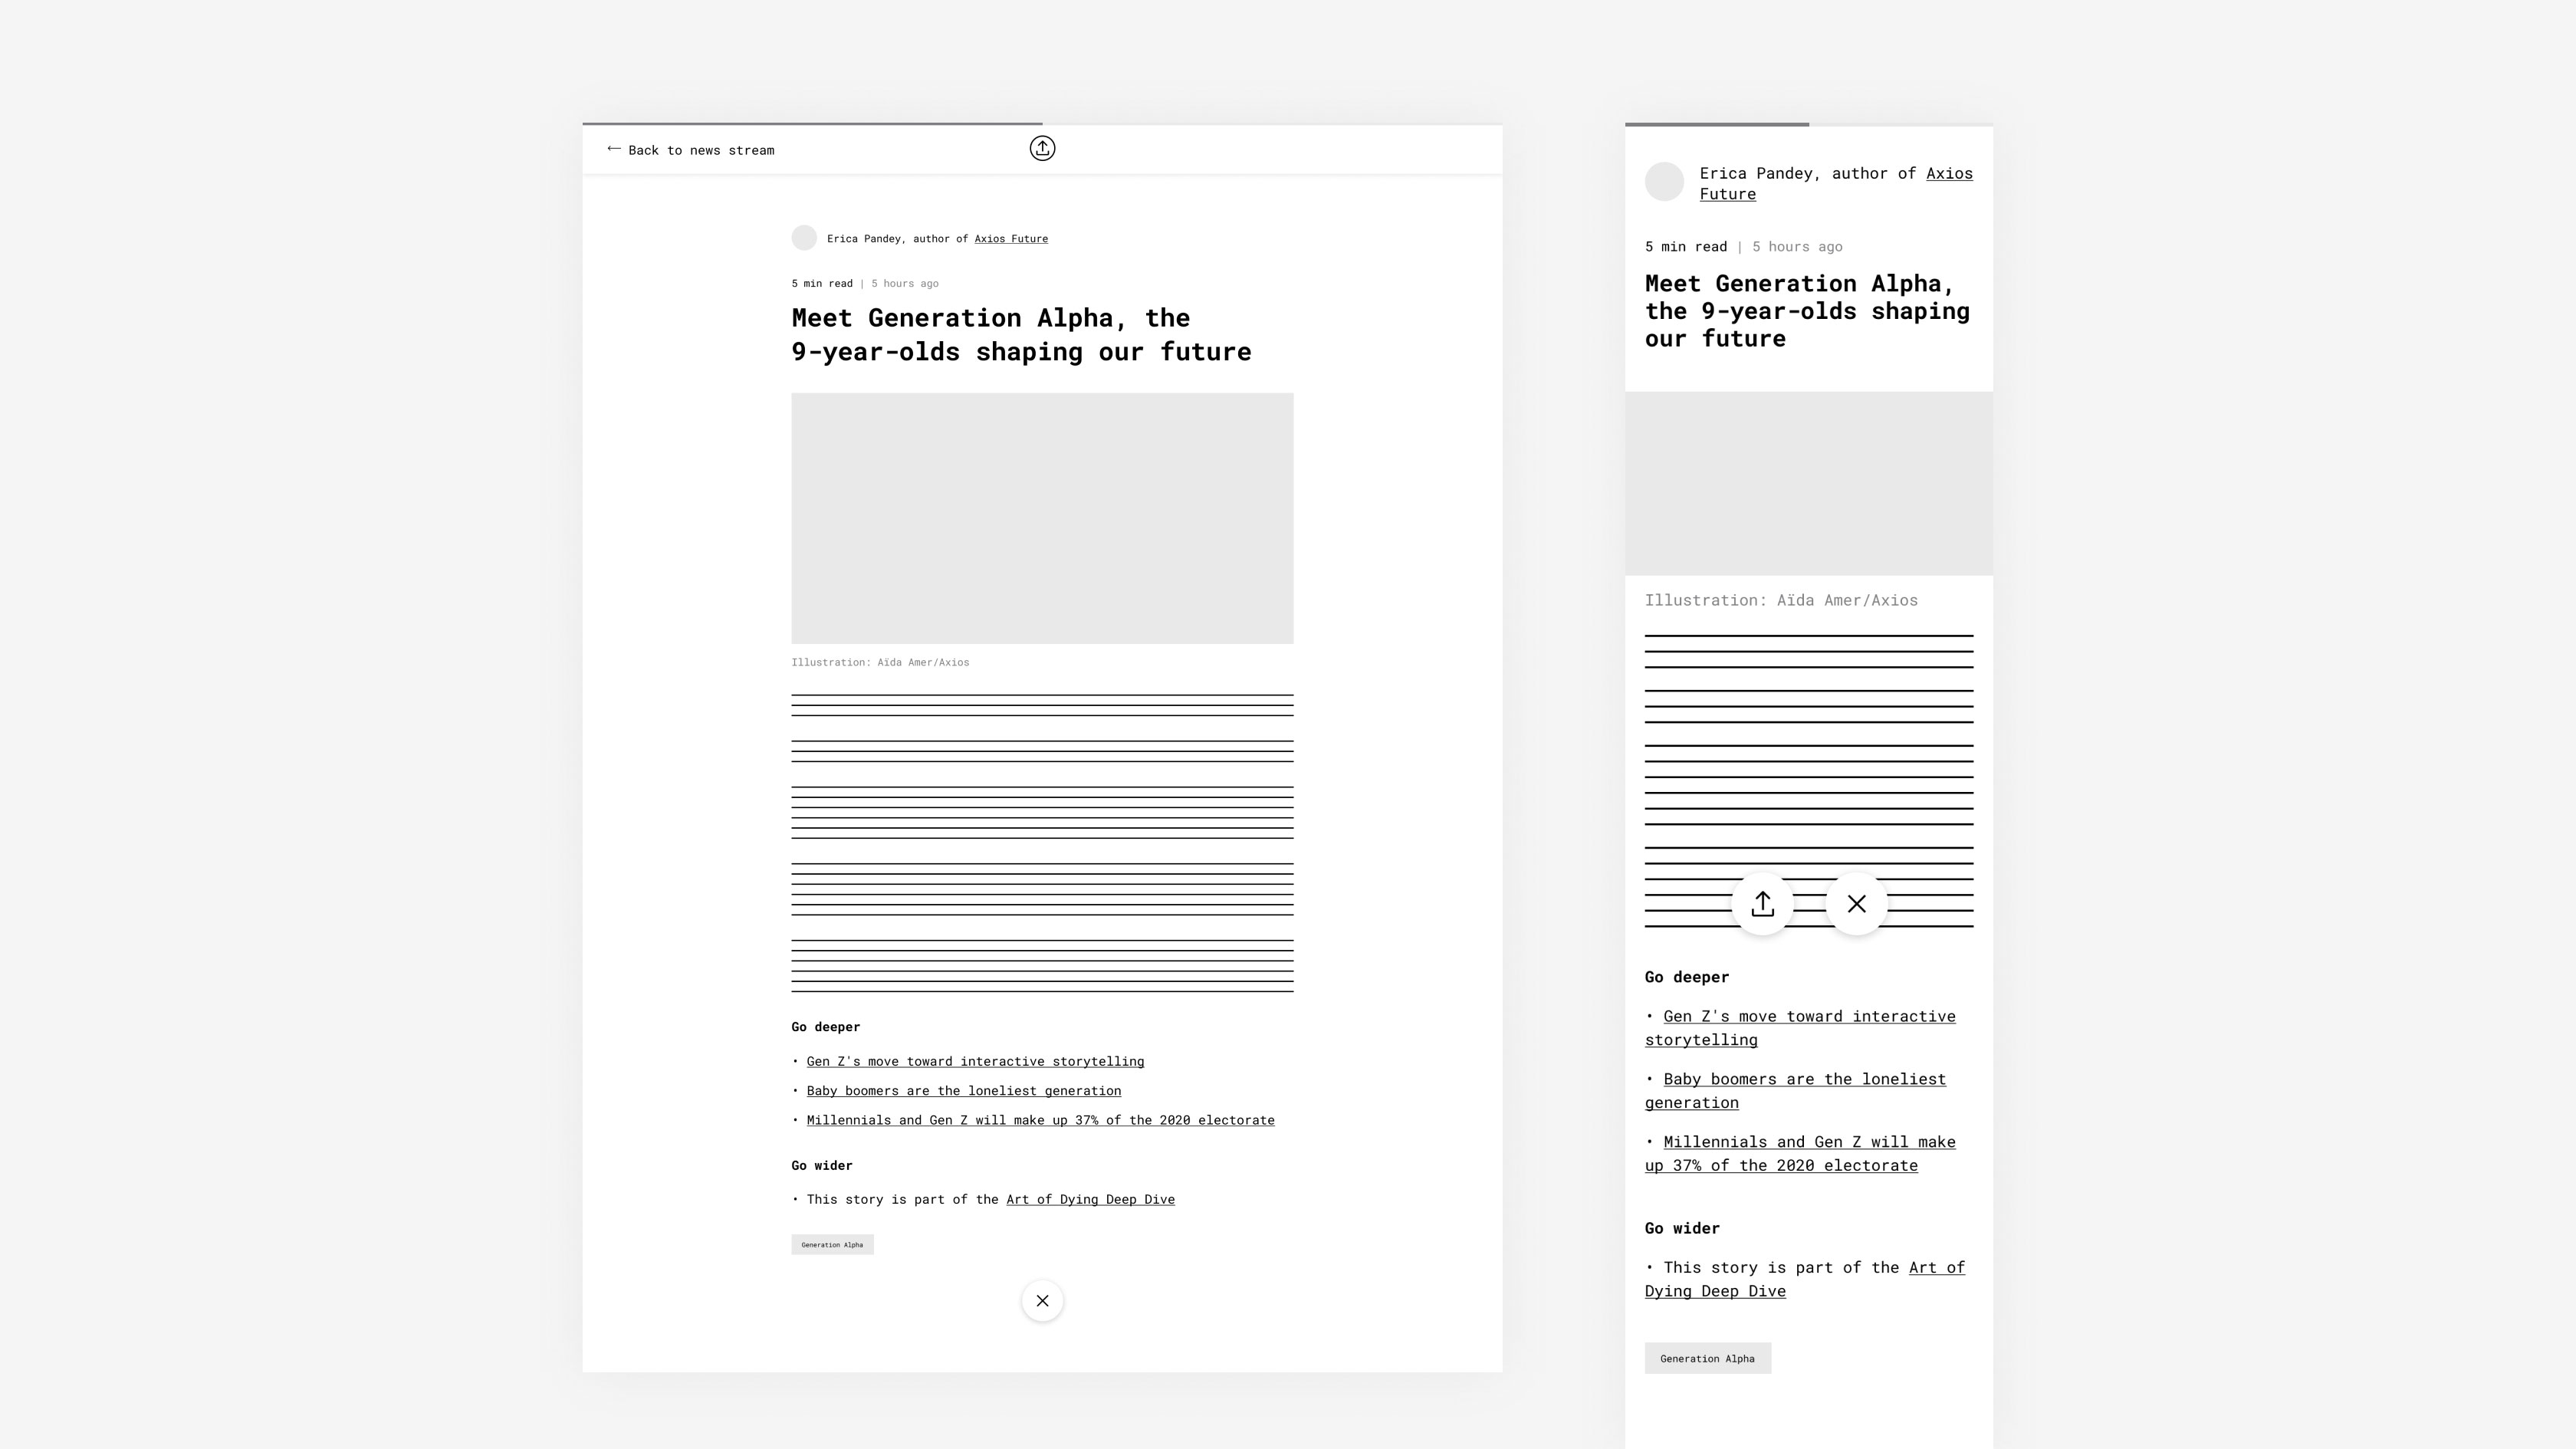 ← Back to news stream
Erica Pandey, author of Axios Future
5 min read | 5 hours ago
Meet Generation Alpha, the
9-year-olds shaping our future
Illustration: Aïda Amer/Axios
Go deeper
• Gen Z's move toward interactive storytelling
• Baby boomers are the loneliest generation
• Millennials and Gen Z will make up 37% of the 2020 electorate
Go wider
• This story is part of the Art of Dying Deep Dive
Generation Alpha
Erica Pandey, author of Axios
Future
5 min read | 5 hours ago
Meet Generation Alpha,
the 9-year-olds shaping
our future
Illustration: Aïda Amer/Axios
Go deeper
• Gen Z's move toward interactive
storytelling
• Baby boomers are the loneliest
generation
• Millennials and Gen Z will make
up 37% of the 2020 electorate
Go wider
• This story is part of the Art of
Dying Deep Dive
Generation Alpha